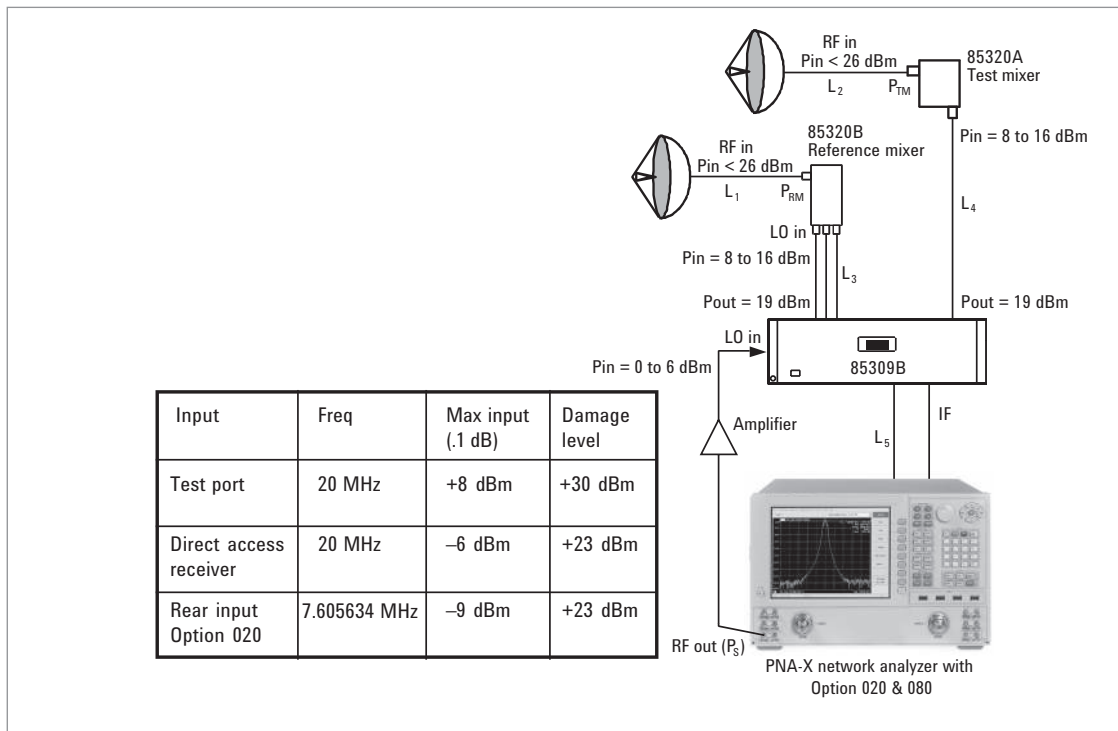 RF in
Pin < 26 dBm
L2
PTM
85320A
Test mixer
Pin = 8 to 16 dBm
85320B
Reference mixer
RF in
Pin < 26 dBm
L1
PRM
LO in
Pin = 8 to 16 dBm
L3
L4
Pout = 19 dBm
Pout = 19 dBm
LO in
Pin = 0 to 6 dBm
85309B
Amplifier
L5
IF
RF out (PS)
PNA-X network analyzer with
Option 020 & 080
Input Freq Max input (.1 dB) Damage level
Test port 20 MHz +8 dBm +30 dBm
Direct access receiver 20 MHz –6 dBm +23 dBm
Rear input Option 020 7.605634 MHz –9 dBm +23 dBm